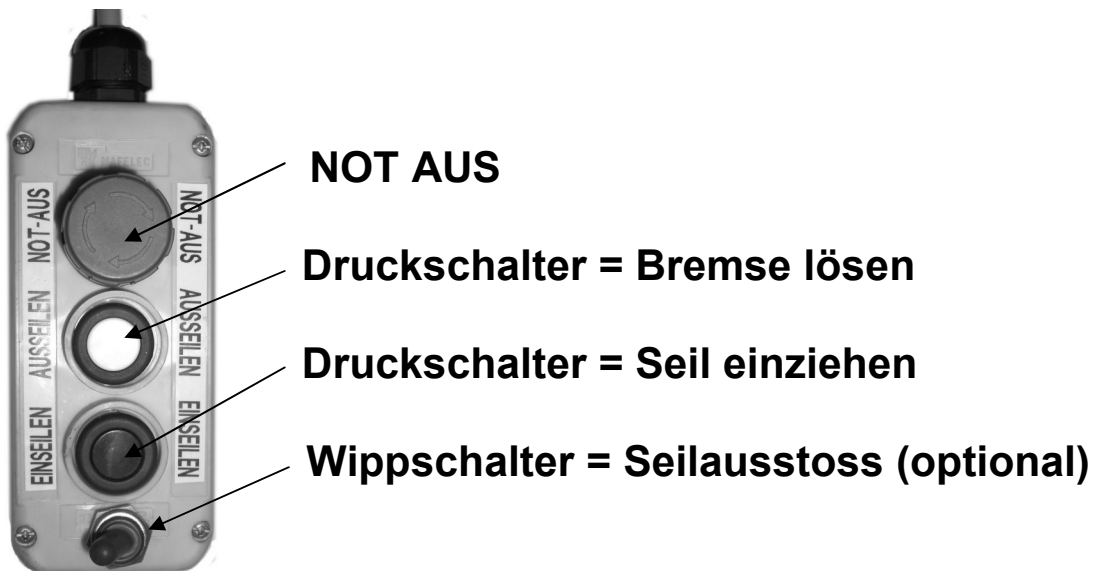 MAFELEC
NOT AUS
NOT-AUS
NOT-AUS
Druckschalter = Bremse lösen
AUSSEILEN
AUSSEILEN
Druckschalter = Seil einziehen
EINSEILEN
EINSEILEN
Wippschalter = Seilausstoss (optional)